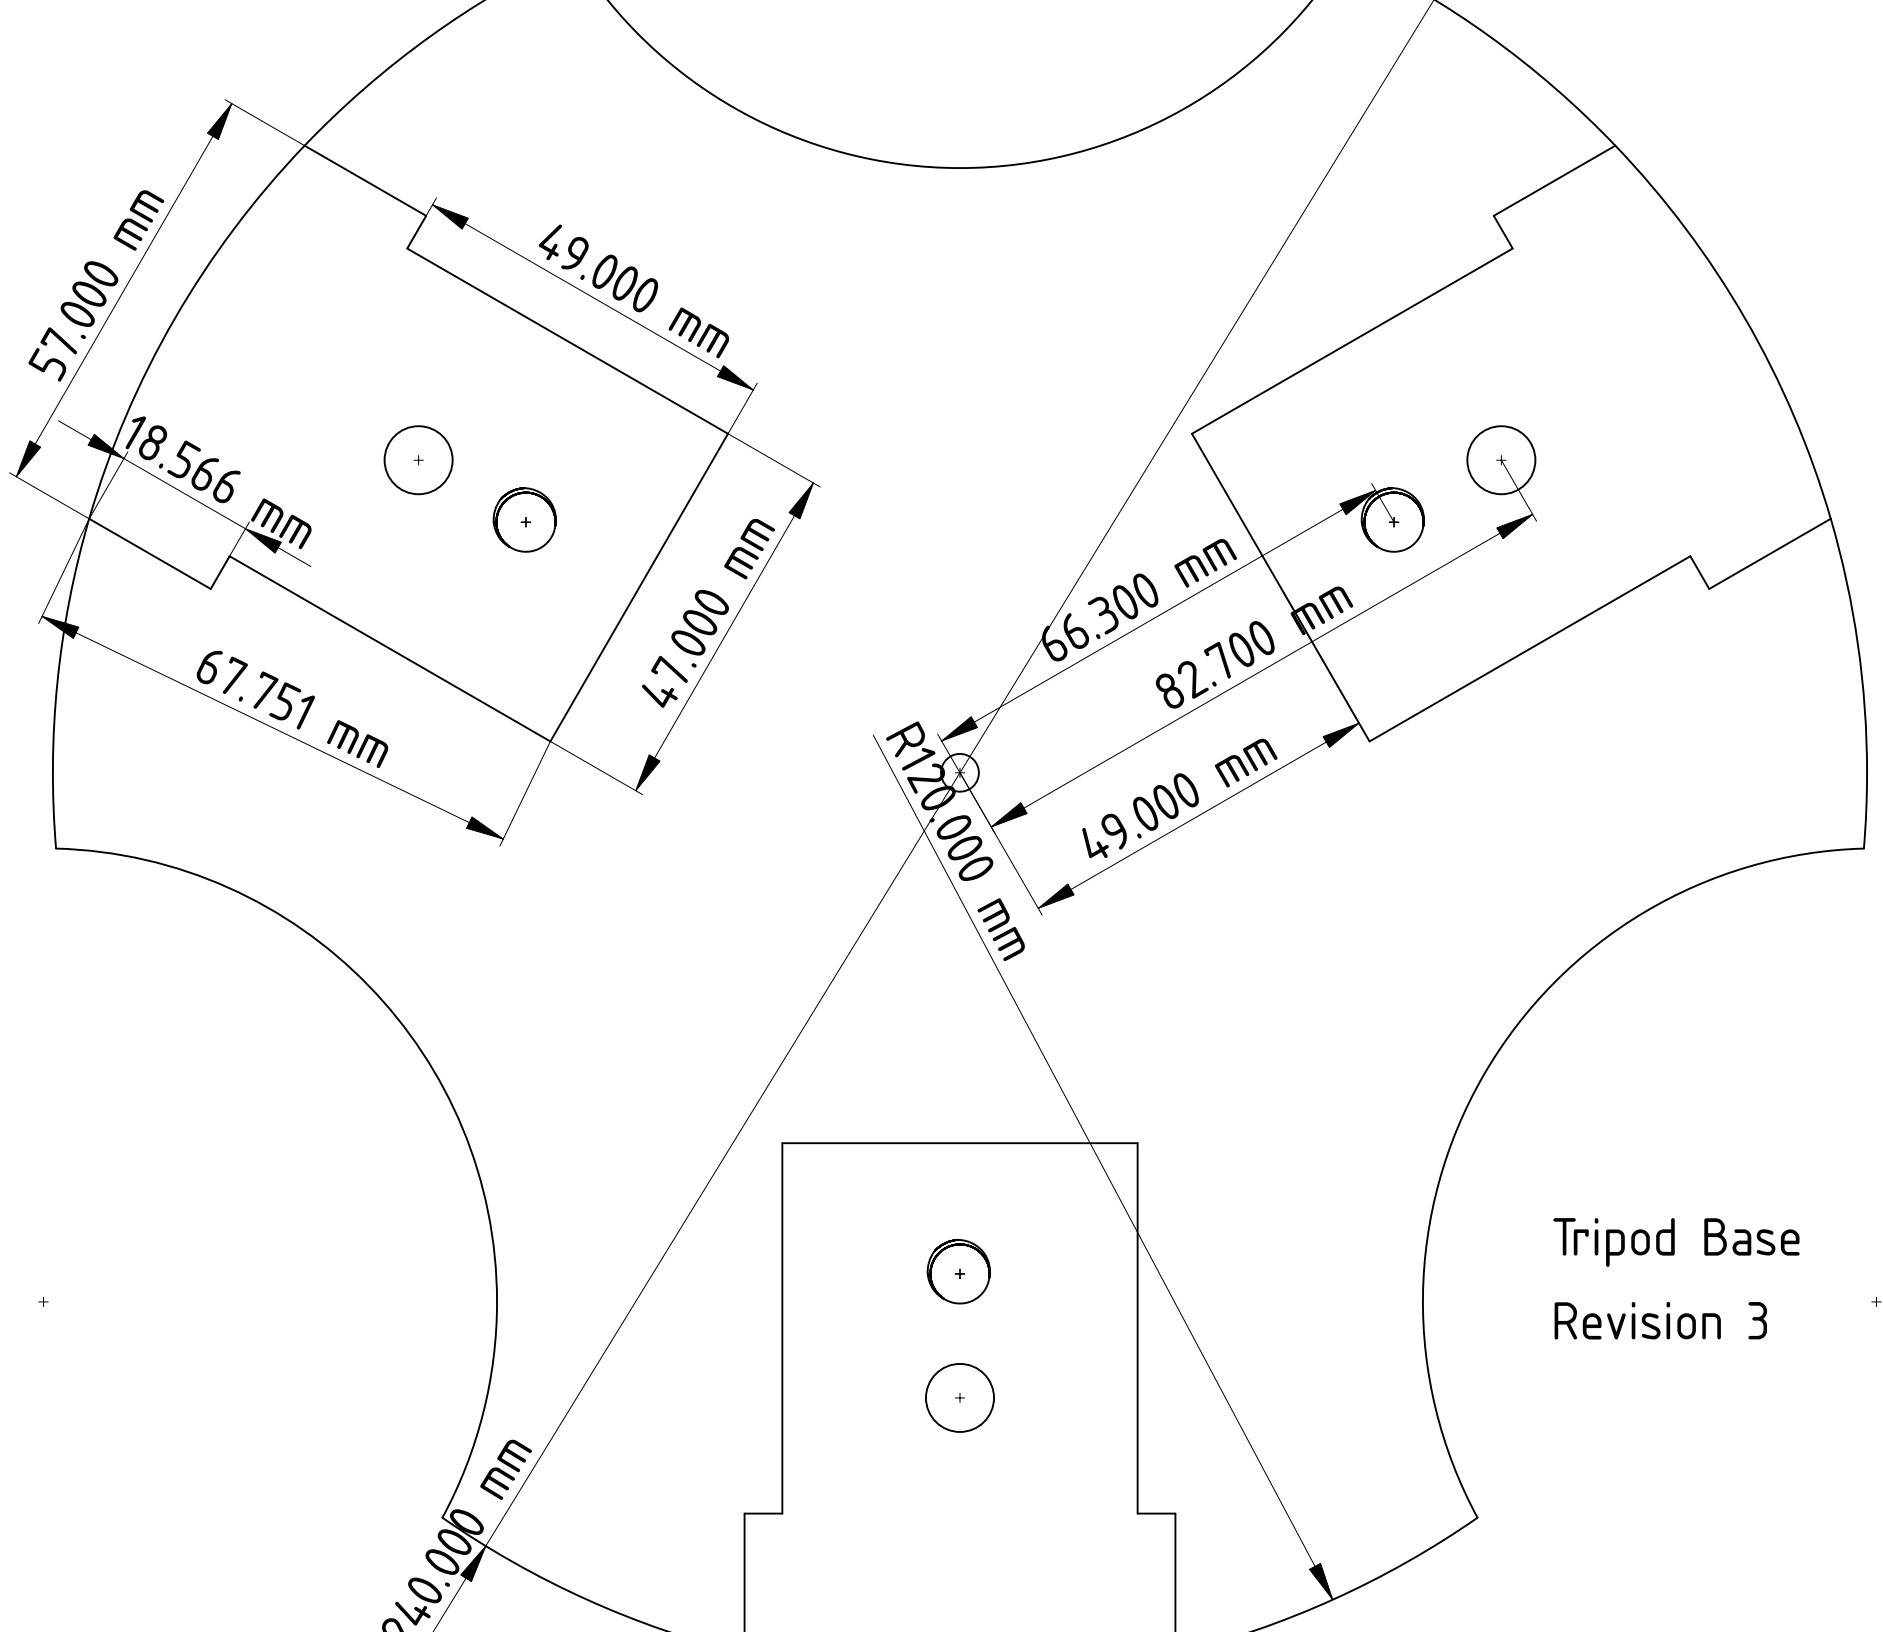 57.000 mm
49.000 mm
18.566 mm
67.751 mm
47.000 mm
66.300 mm
82.700 mm
49.000 mm
R120.000 mm
240.000 mm
Tripod Base
Revision 3